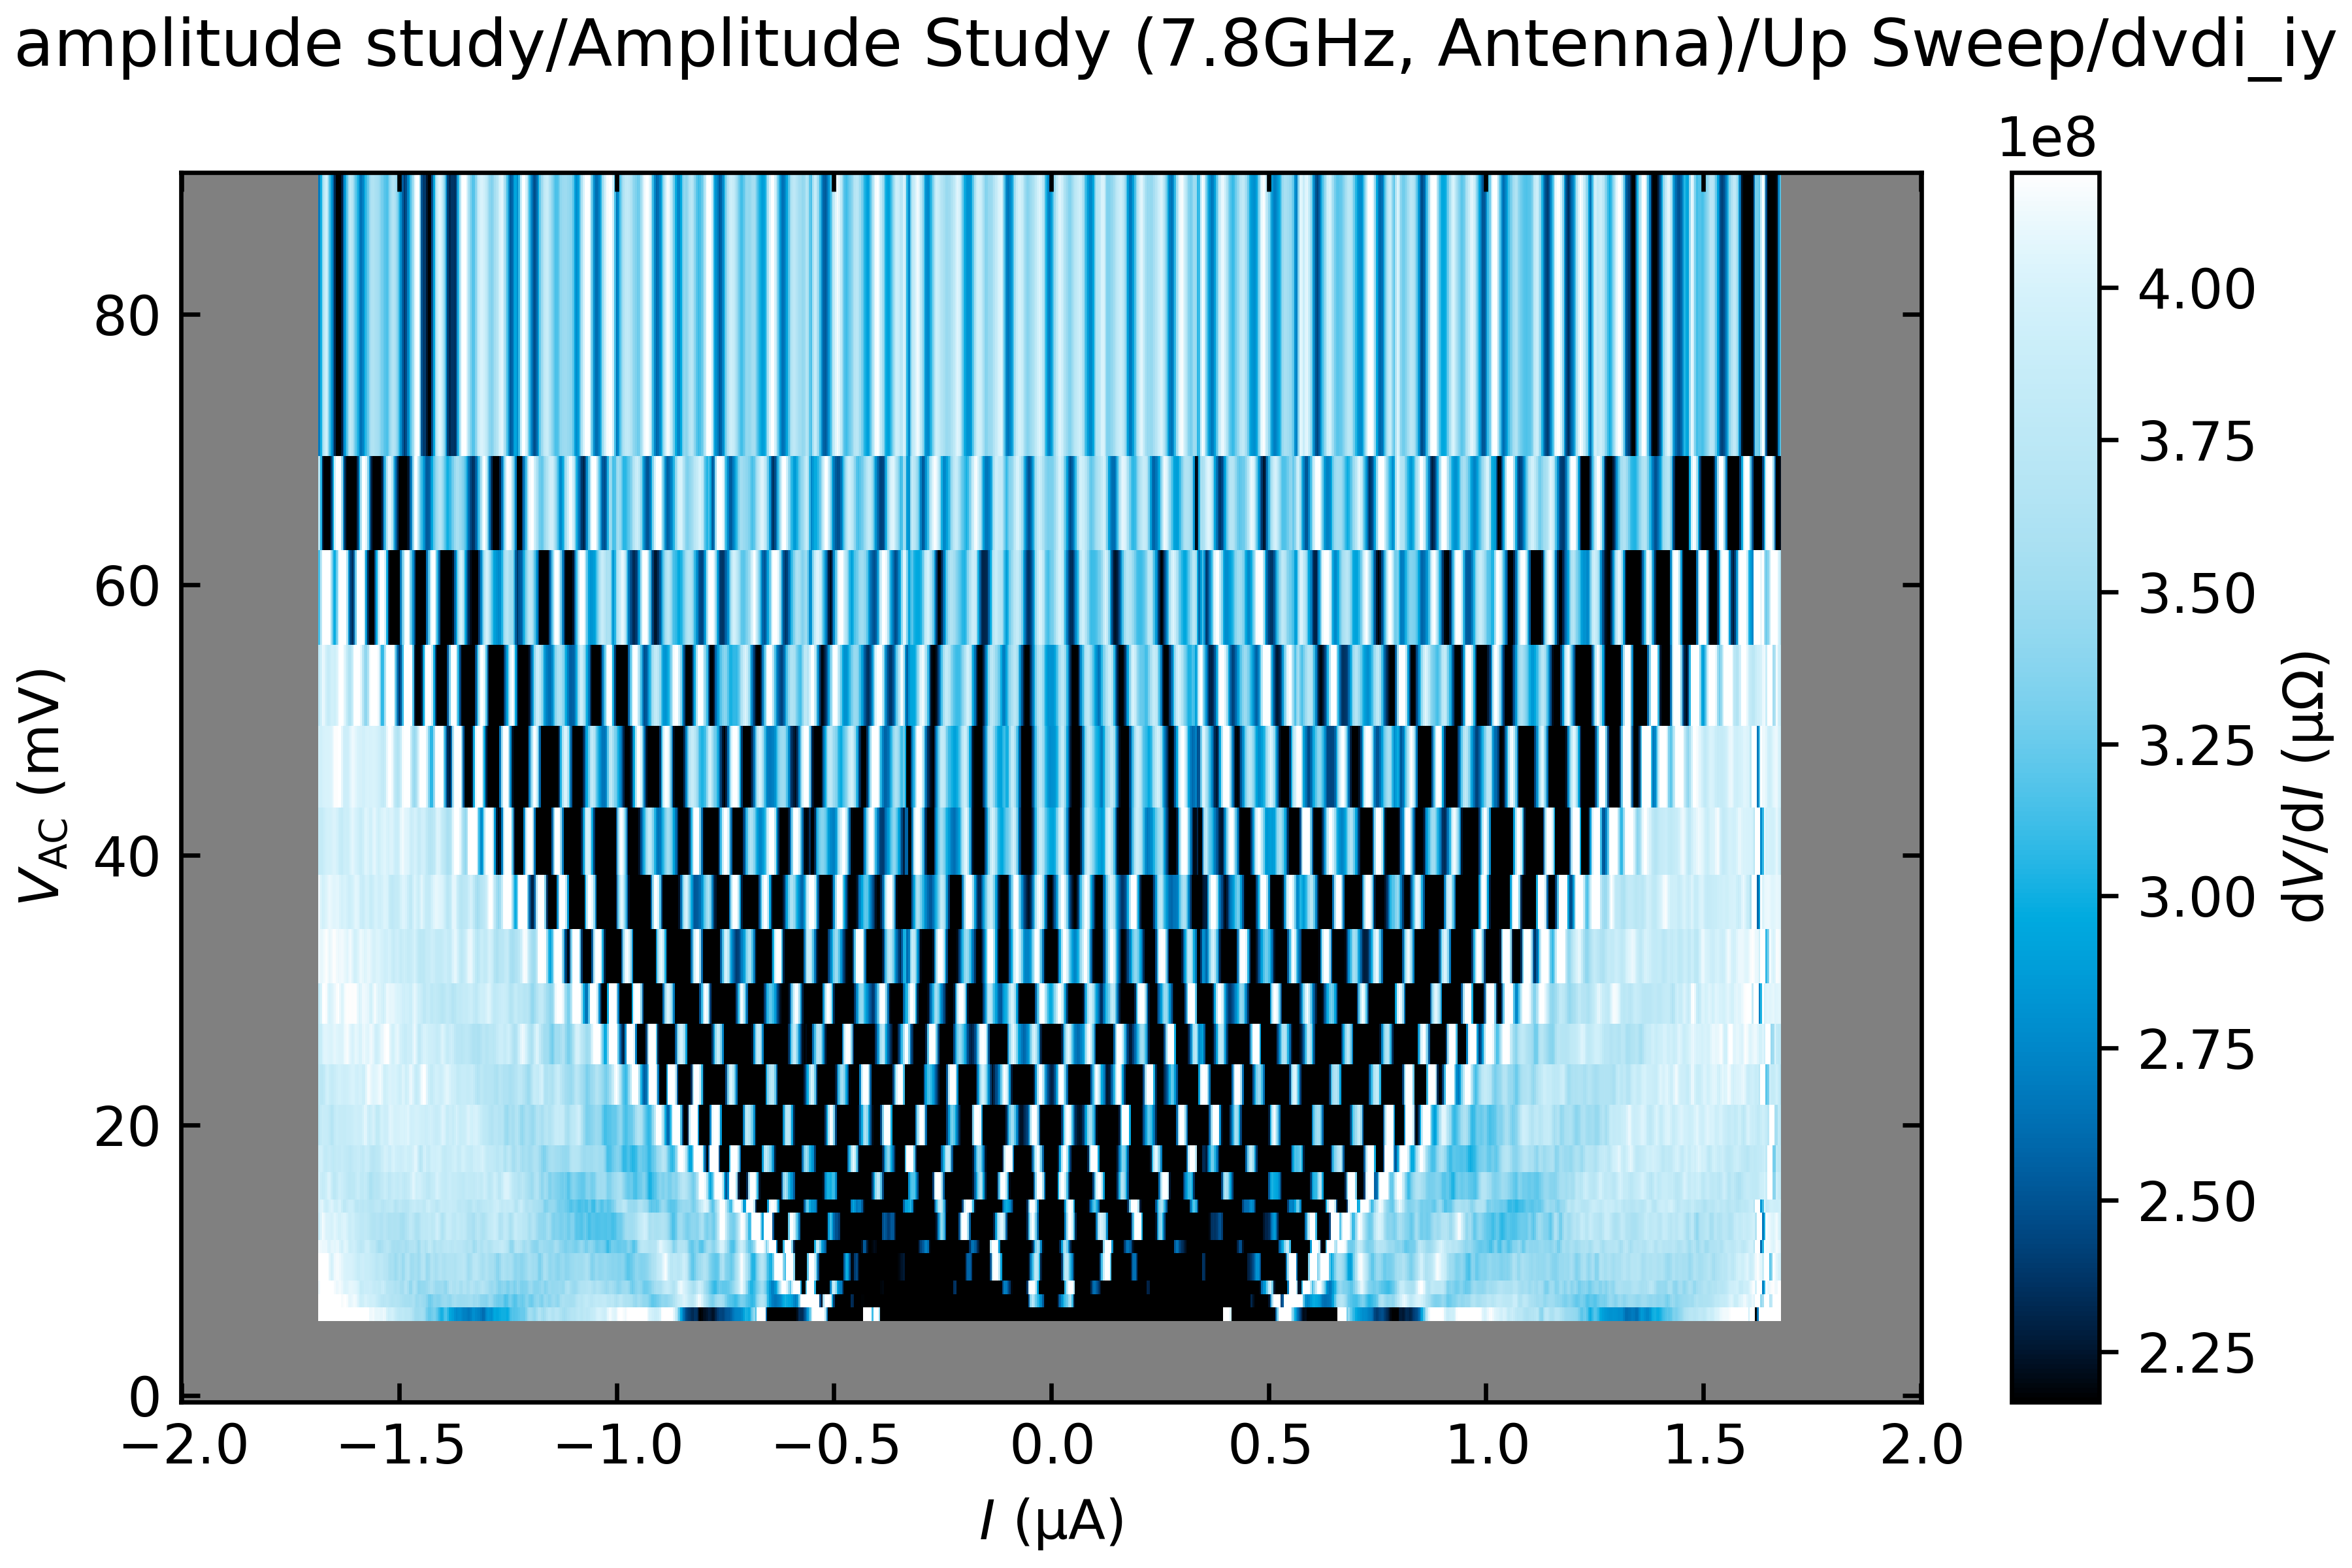 amplitude study/Amplitude Study (7.8GHz, Antenna)/Up Sweep/dvdi_iy
1e8
80
60
40
20
0
V_AC (mV)
−2.0 −1.5 −1.0 −0.5 0.0 0.5 1.0 1.5 2.0
I (µA)
4.00
3.75
3.50
3.25
3.00
2.75
2.50
2.25
dV/dI (µΩ)